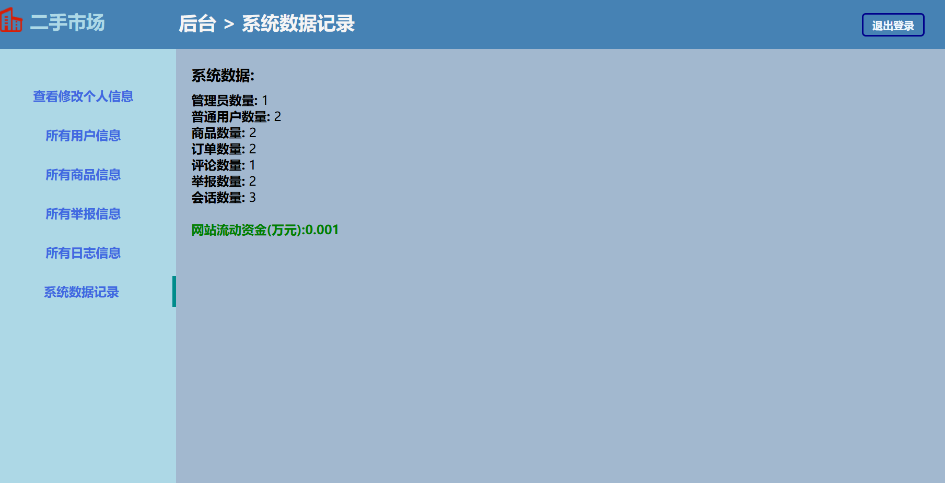 二手市场
后台 > 系统数据记录
退出登录
查看修改个人信息
所有用户信息
所有商品信息
所有举报信息
所有日志信息
系统数据记录
系统数据:
管理员数量: 1
普通用户数量: 2
商品数量: 2
订单数量: 2
评论数量: 1
举报数量: 2
会话数量: 3
网站流动资金(万元):0.001